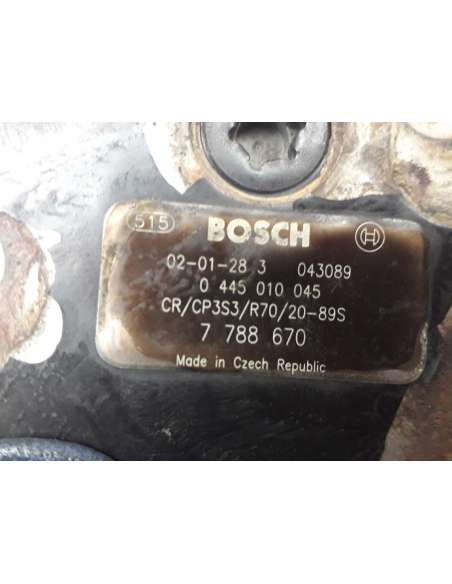 515 BOSCH
02-01-28 3 043089
0 445 010 045
CR/CP3S3/R70/20-89S
7 788 670
Made in Czech Republic